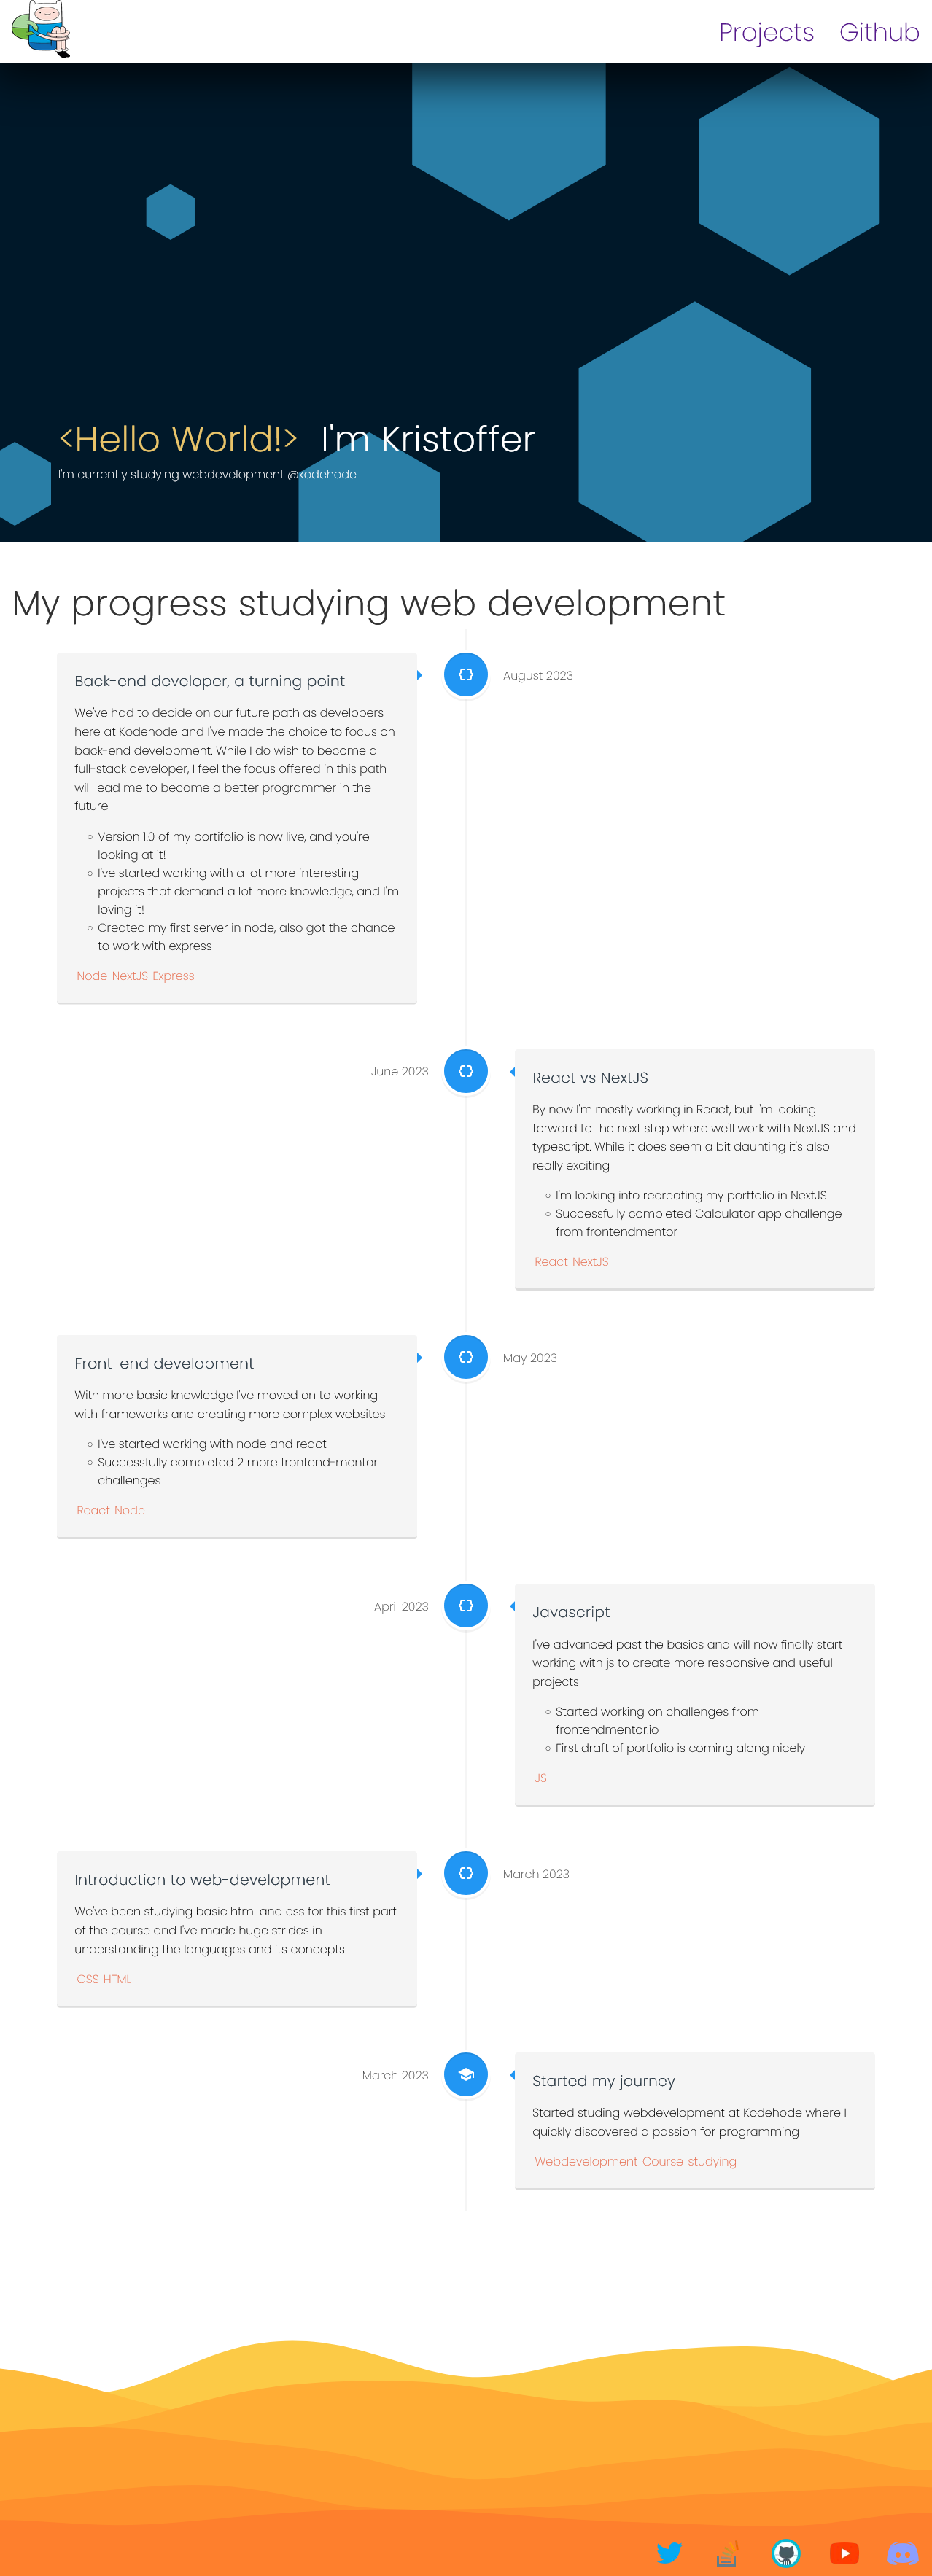 Projects Github
<Hello World!> I'm Kristoffer
I'm currently studying webdevelopment @kodehode
My progress studying web development
Back-end developer, a turning point
August 2023
We've had to decide on our future path as developers
here at Kodehode and I've made the choice to focus on
back-end development. While I do wish to become a
full-stack developer, I feel the focus offered in this path
will lead me to become a better programmer in the
future
Version 1.0 of my portifolio is now live, and you're
looking at it!
I've started working with a lot more interesting
projects that demand a lot more knowledge, and I'm
loving it!
Created my first server in node, also got the chance
to work with express
Node NextJS Express
June 2023
React vs NextJS
By now I'm mostly working in React, but I'm looking
forward to the next step where we'll work with NextJS and
typescript. While it does seem a bit daunting it's also
really exciting
I'm looking into recreating my portfolio in NextJS
Successfully completed Calculator app challenge
from frontendmentor
React NextJS
Front-end development
May 2023
With more basic knowledge I've moved on to working
with frameworks and creating more complex websites
I've started working with node and react
Successfully completed 2 more frontend-mentor
challenges
React Node
April 2023
Javascript
I've advanced past the basics and will now finally start
working with js to create more responsive and useful
projects
Started working on challenges from
frontendmentor.io
First draft of portfolio is coming along nicely
JS
Introduction to web-development
March 2023
We've been studying basic html and css for this first part
of the course and I've made huge strides in
understanding the languages and its concepts
CSS HTML
March 2023
Started my journey
Started studing webdevelopment at Kodehode where I
quickly discovered a passion for programming
Webdevelopment Course studying